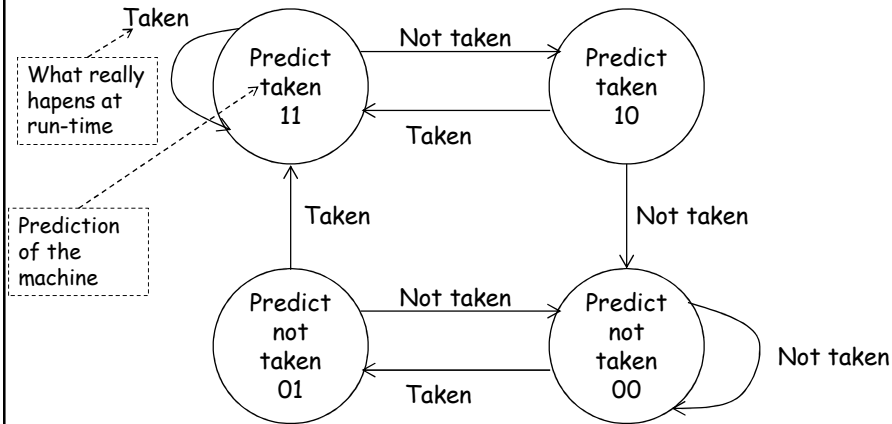 Taken
What really
hapens at
run-time
Predict
taken
11
Not taken
Taken
Predict
taken
10
Prediction
of the
machine
Taken
Not taken
Predict
not
taken
01
Not taken
Taken
Predict
not
taken
00
Not taken